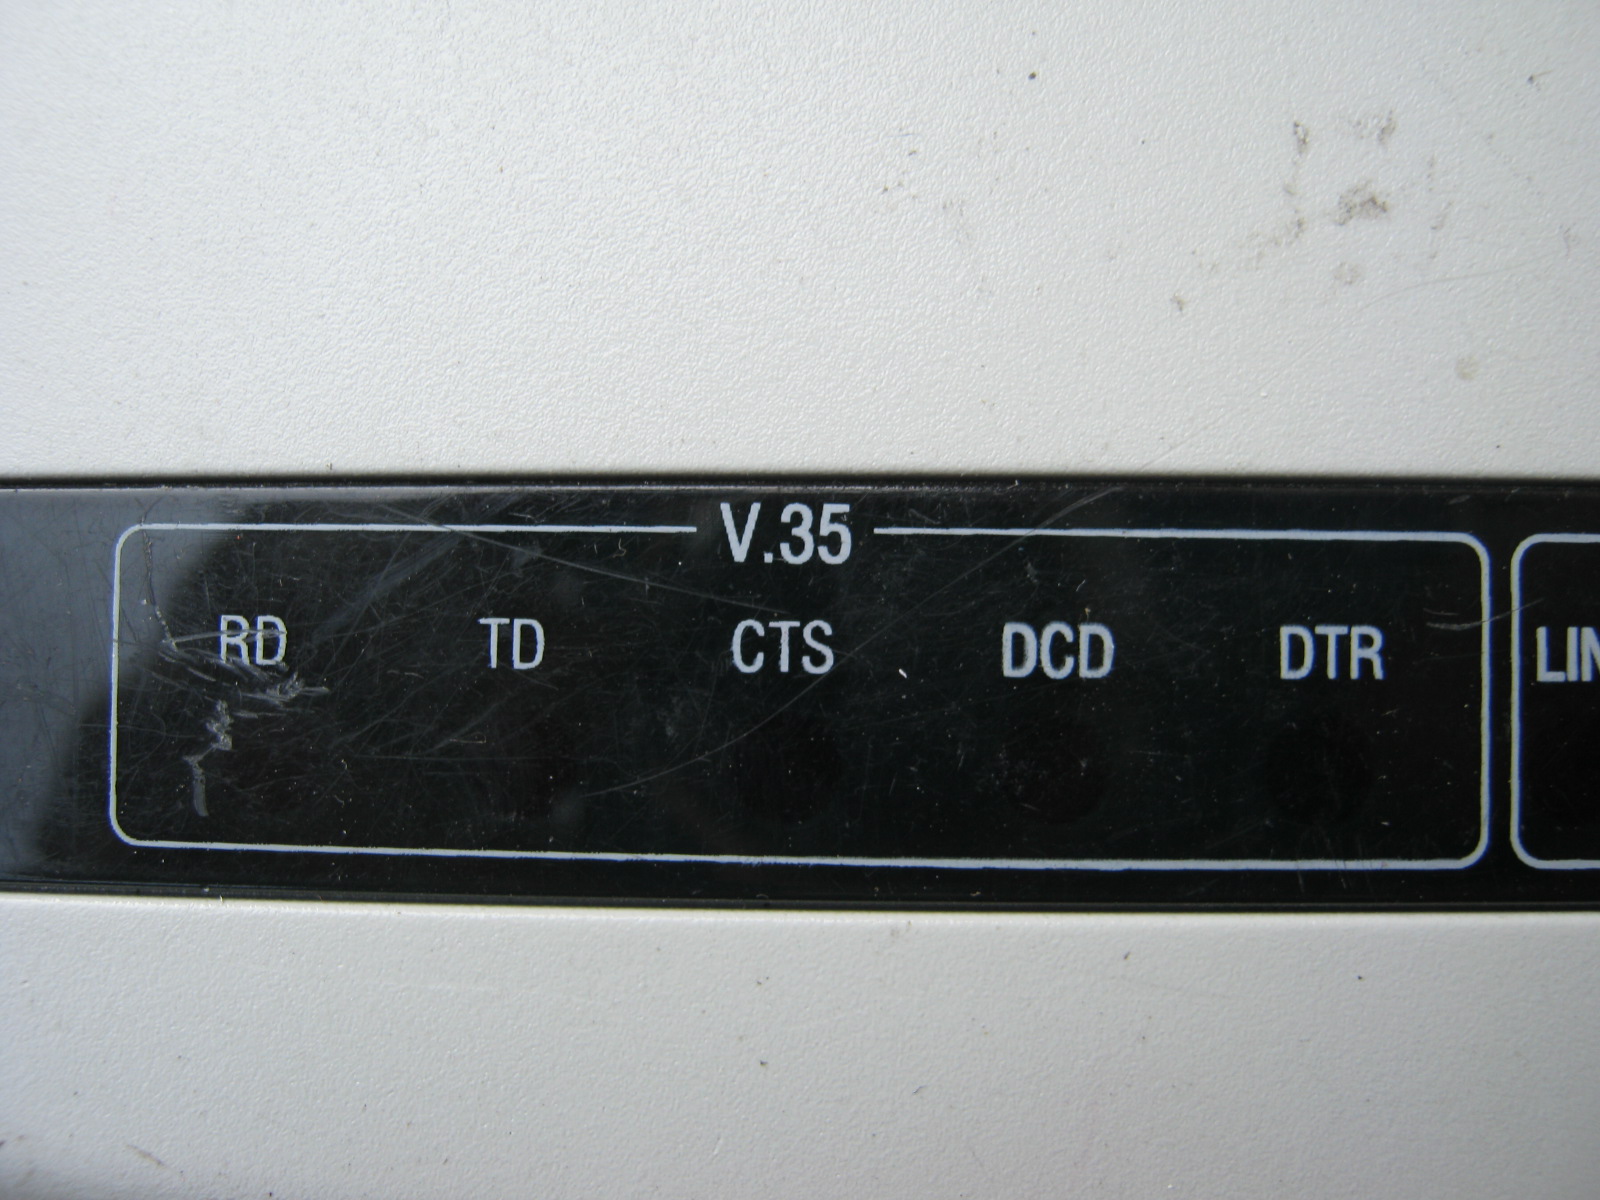 V.35
RD TD CTS DCD DTR